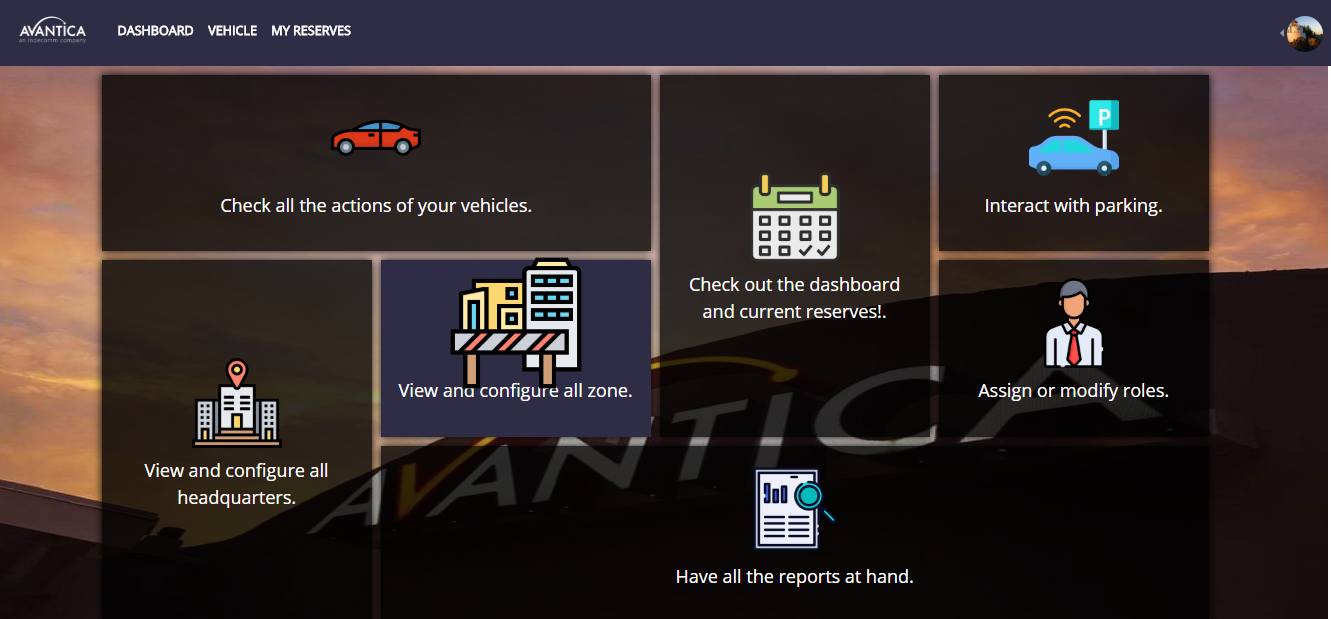 AVANTICA
an indecomm company
DASHBOARD
VEHICLE
MY RESERVES
Check all the actions of your vehicles.
Check out the dashboard
and current reserves!.
P
Interact with parking.
View and configure all
headquarters.
View and configure all zone.
Assign or modify roles.
AVANTICA
Have all the reports at hand.